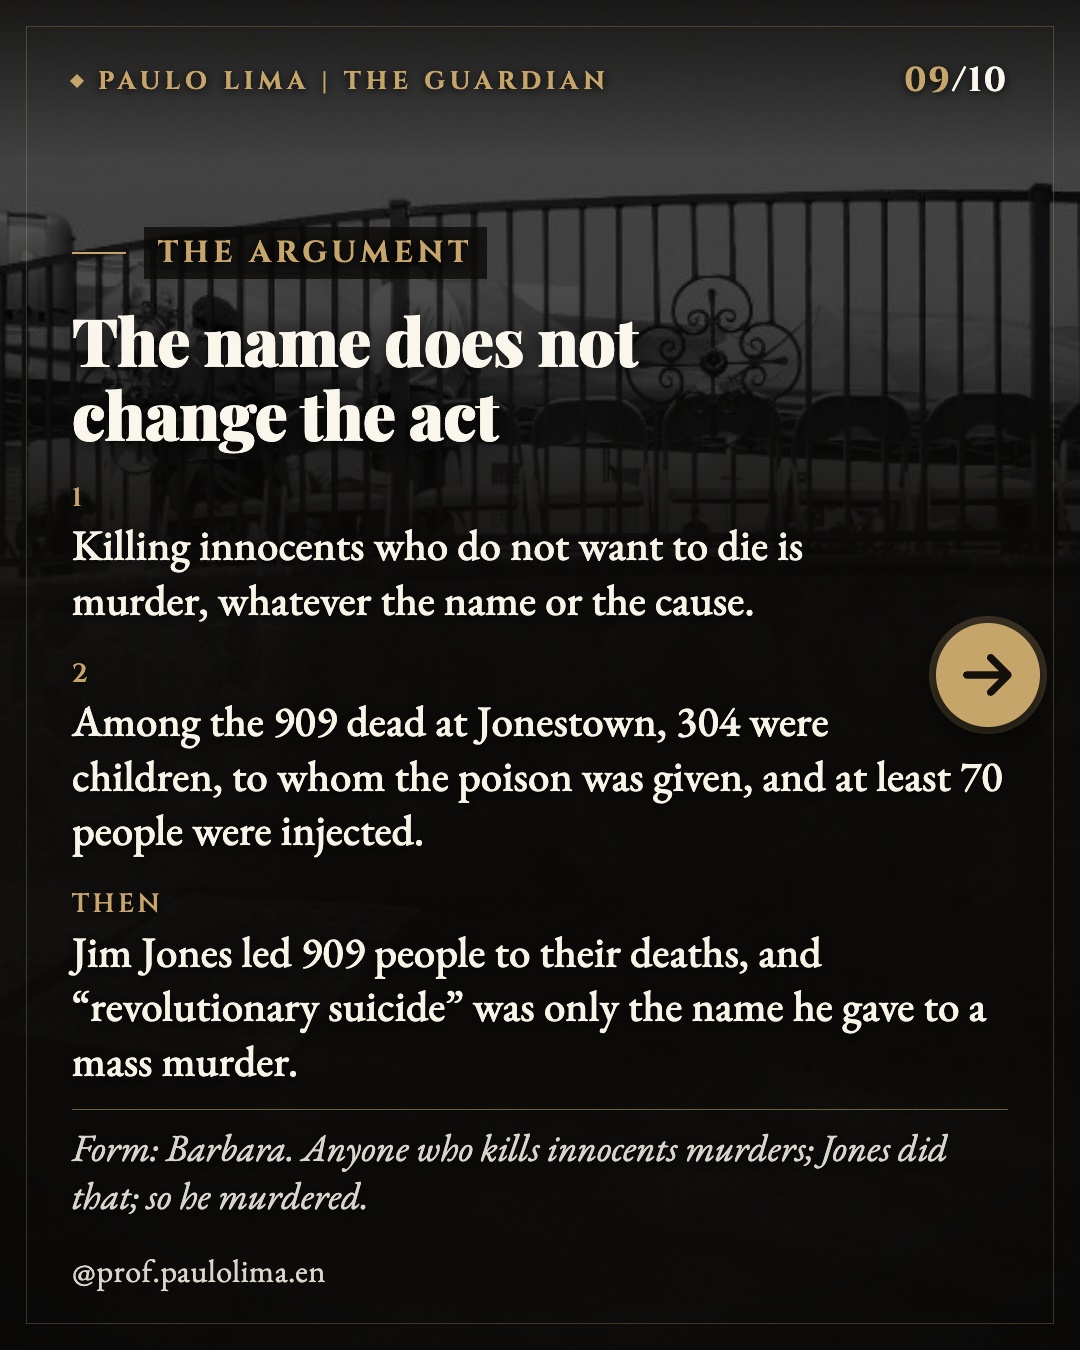 ◆ PAULO LIMA | THE GUARDIAN
09/10
THE ARGUMENT
The name does not
change the act
1
Killing innocents who do not want to die is
murder, whatever the name or the cause.
2
Among the 909 dead at Jonestown, 304 were
children, to whom the poison was given, and at least 70
people were injected.
THEN
Jim Jones led 909 people to their deaths, and
“revolutionary suicide” was only the name he gave to a
mass murder.
Form: Barbara. Anyone who kills innocents murders; Jones did
that; so he murdered.
@prof.paulolima.en